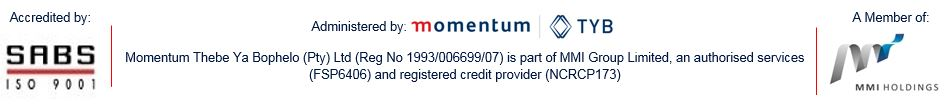 Accredited by:
SABS
ISO 9001
Administered by: momentum TYB
Momentum Thebe Ya Bophelo (Pty) Ltd (Reg No 1993/006699/07) is part of MMI Group Limited, an authorised services
(FSP6406) and registered credit provider (NCRCP173)
A Member of:
MMI HOLDINGS